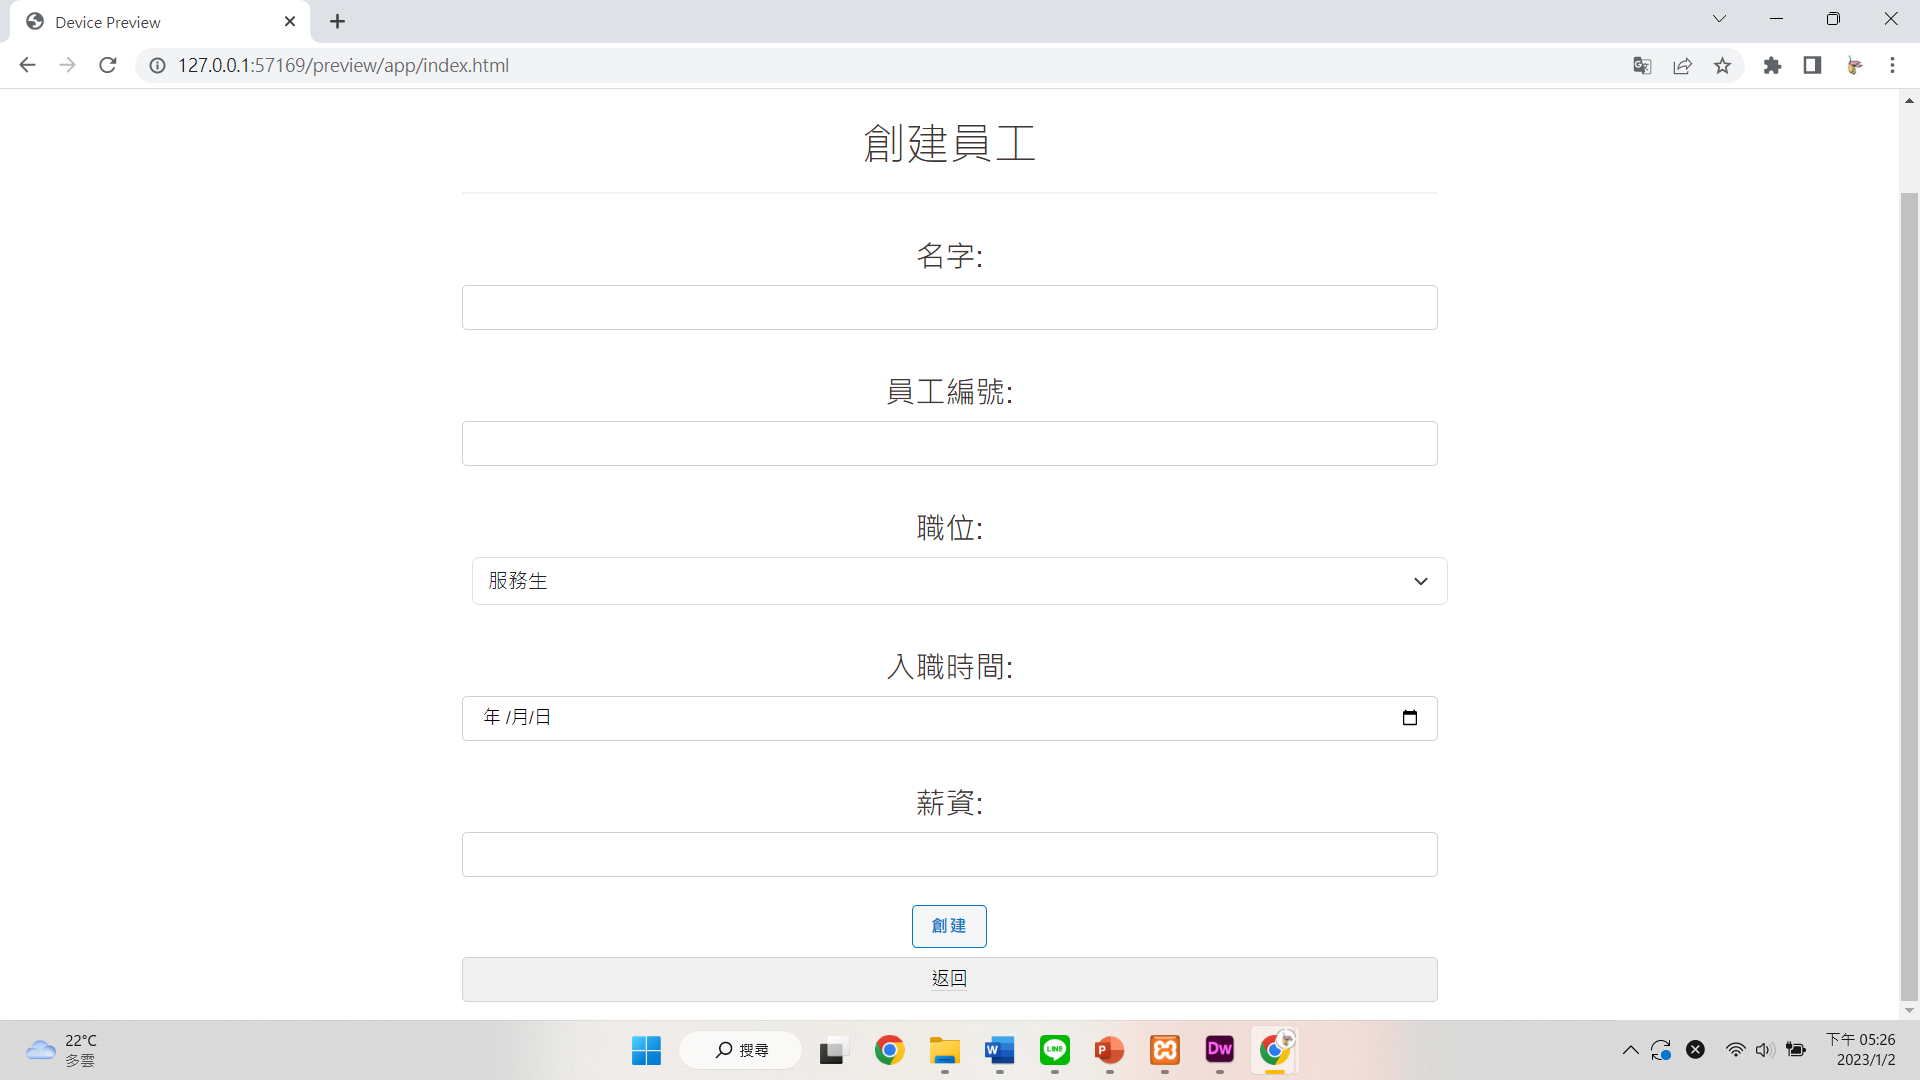 Device Preview
127.0.0.1:57169/preview/app/index.html
創建員工
名字:
員工編號:
職位:
服務生
入職時間:
年 /月/日
薪資:
創建
返回
22°C
多雲
搜尋
W
LINE
P
Dw
下午 05:26
2023/1/2